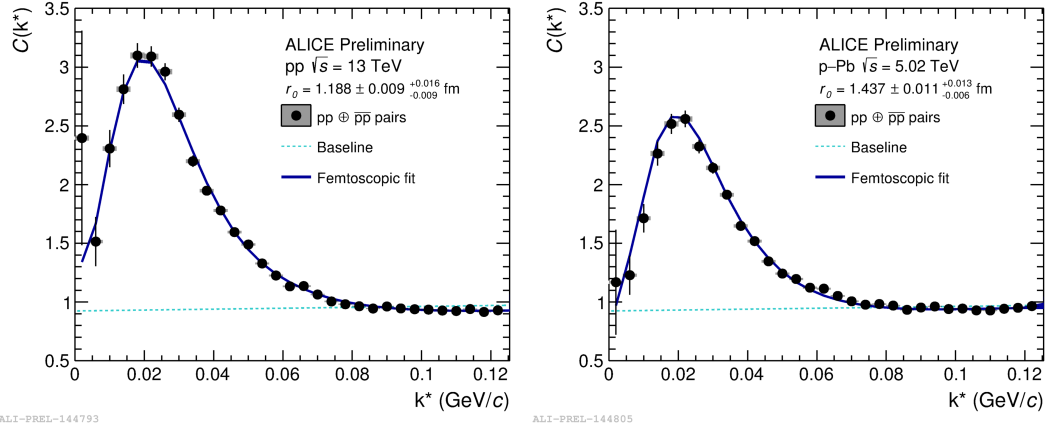 C(k*)
3.5
3
2.5
2
1.5
1
0.5
ALICE Preliminary
pp √s = 13 TeV
r₀ = 1.188 ± 0.009 +0.016 -0.009 fm
pp ⊕ p̅p̅ pairs
Baseline
Femtoscopic fit
0 0.02 0.04 0.06 0.08 0.1 0.12
k* (GeV/c)
ALI-PREL-144793
C(k*)
3.5
3
2.5
2
1.5
1
0.5
ALICE Preliminary
p–Pb √s = 5.02 TeV
r₀ = 1.437 ± 0.011 +0.013 -0.006 fm
pp ⊕ p̅p̅ pairs
Baseline
Femtoscopic fit
0 0.02 0.04 0.06 0.08 0.1 0.12
k* (GeV/c)
ALI-PREL-144805